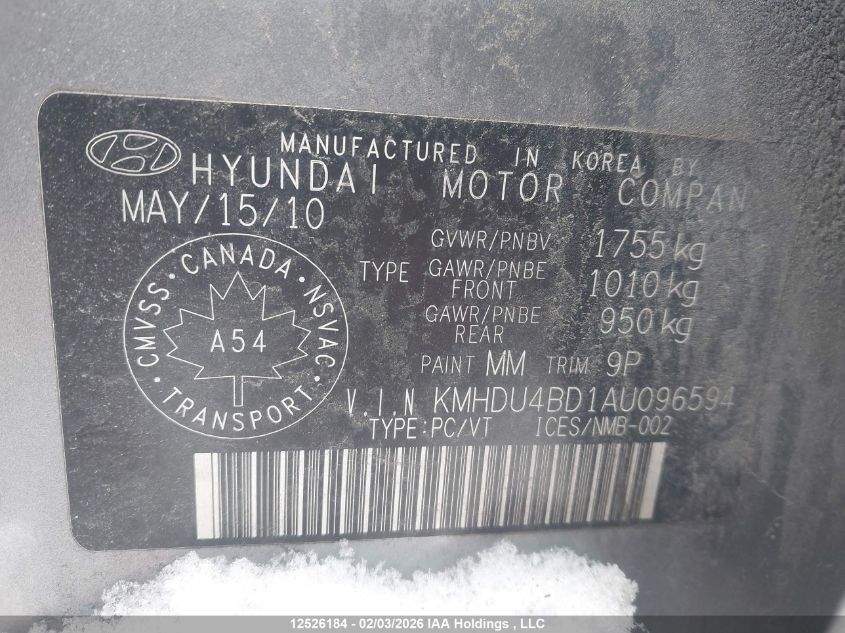 MANUFACTURED IN KOREA BY
HYUNDAI MOTOR COMPAN
MAY/15/10
GVWR/PNBV 1755 kg
TYPE GAWR/PNBE FRONT 1010 kg
GAWR/PNBE REAR 950 kg
PAINT MM TRIM 9P
CMVSS · CANADA · NSVAC · TRANSPORT ·
A54
V.I.N KMHDU4BD1AU096594
TYPE:PC/VT ICES/NMB-002
12526184 - 02/03/2026 IAA Holdings , LLC